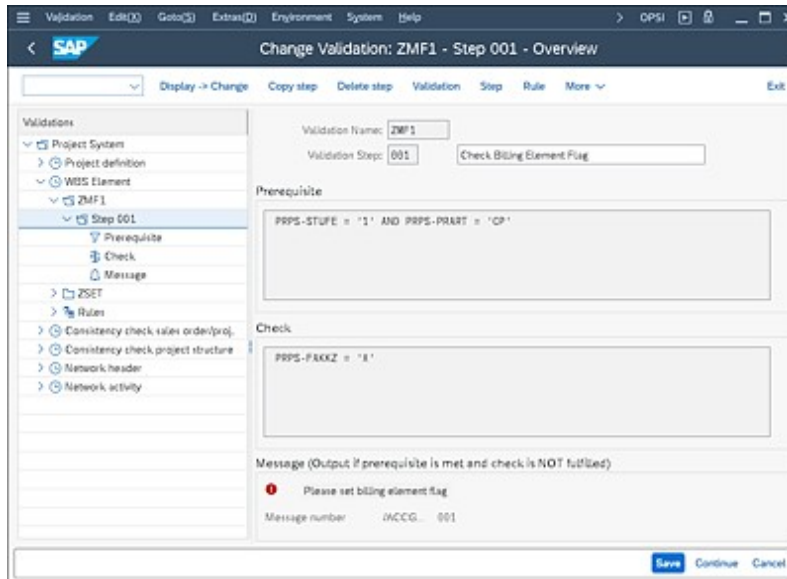 Validation Edit(X) Goto(S) Extras(D) Environment System Help OPSI
SAP Change Validation: ZMF1 - Step 001 - Overview
Display -> Change Copy step Delete step Validation Step Rule More Exit
Validations
Project System
Project definition
WBS Element
ZMF1
Step 001
Prerequisite
Check
Message
ZSET
Rules
Consistency check sales order/proj.
Consistency check project structure
Network header
Network activity
Validation Name: ZMF1
Validation Step: 001 Check Billing Element Flag
Prerequisite
PRPS-STUFE = '1' AND PRPS-PRART = 'CP'
Check
PRPS-FAKKZ = 'X'
Message (Output if prerequisite is met and check is NOT fulfilled)
Please set billing element flag
Message number /ACCG.. 001
Save Continue Cancel